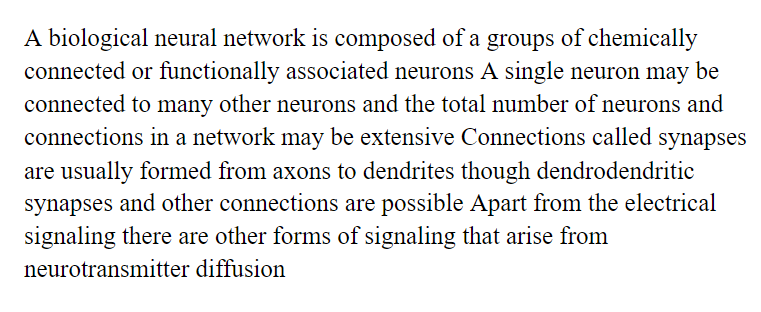 A biological neural network is composed of a groups of chemically
connected or functionally associated neurons A single neuron may be
connected to many other neurons and the total number of neurons and
connections in a network may be extensive Connections called synapses
are usually formed from axons to dendrites though dendrodendritic
synapses and other connections are possible Apart from the electrical
signaling there are other forms of signaling that arise from
neurotransmitter diffusion